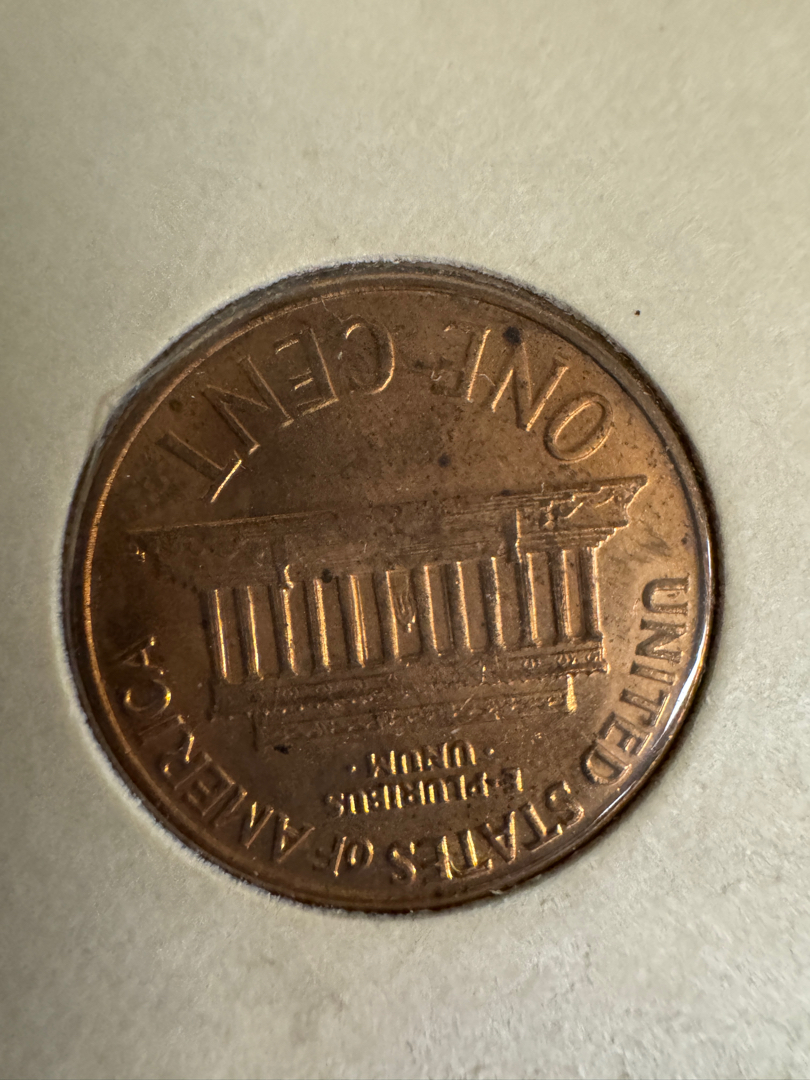 UNITED STATES oF AMERICA
E·PLURIBUS
·UNUM·
ONE CENT